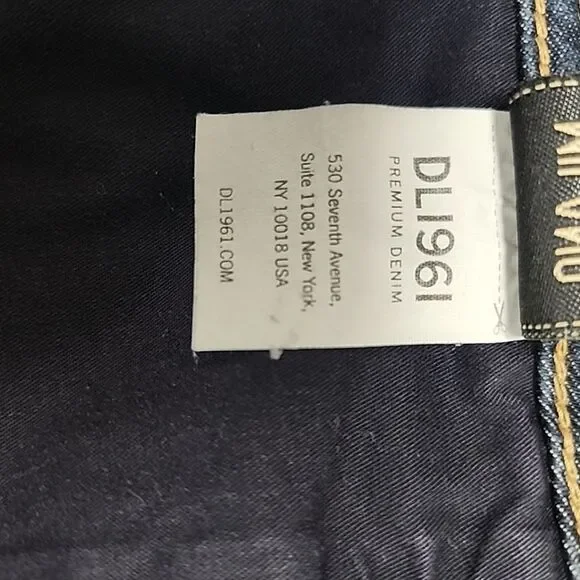 DL1961
PREMIUM DENIM
530 Seventh Avenue,
Suite 1108, New York,
NY 10018 USA
DL1961.COM